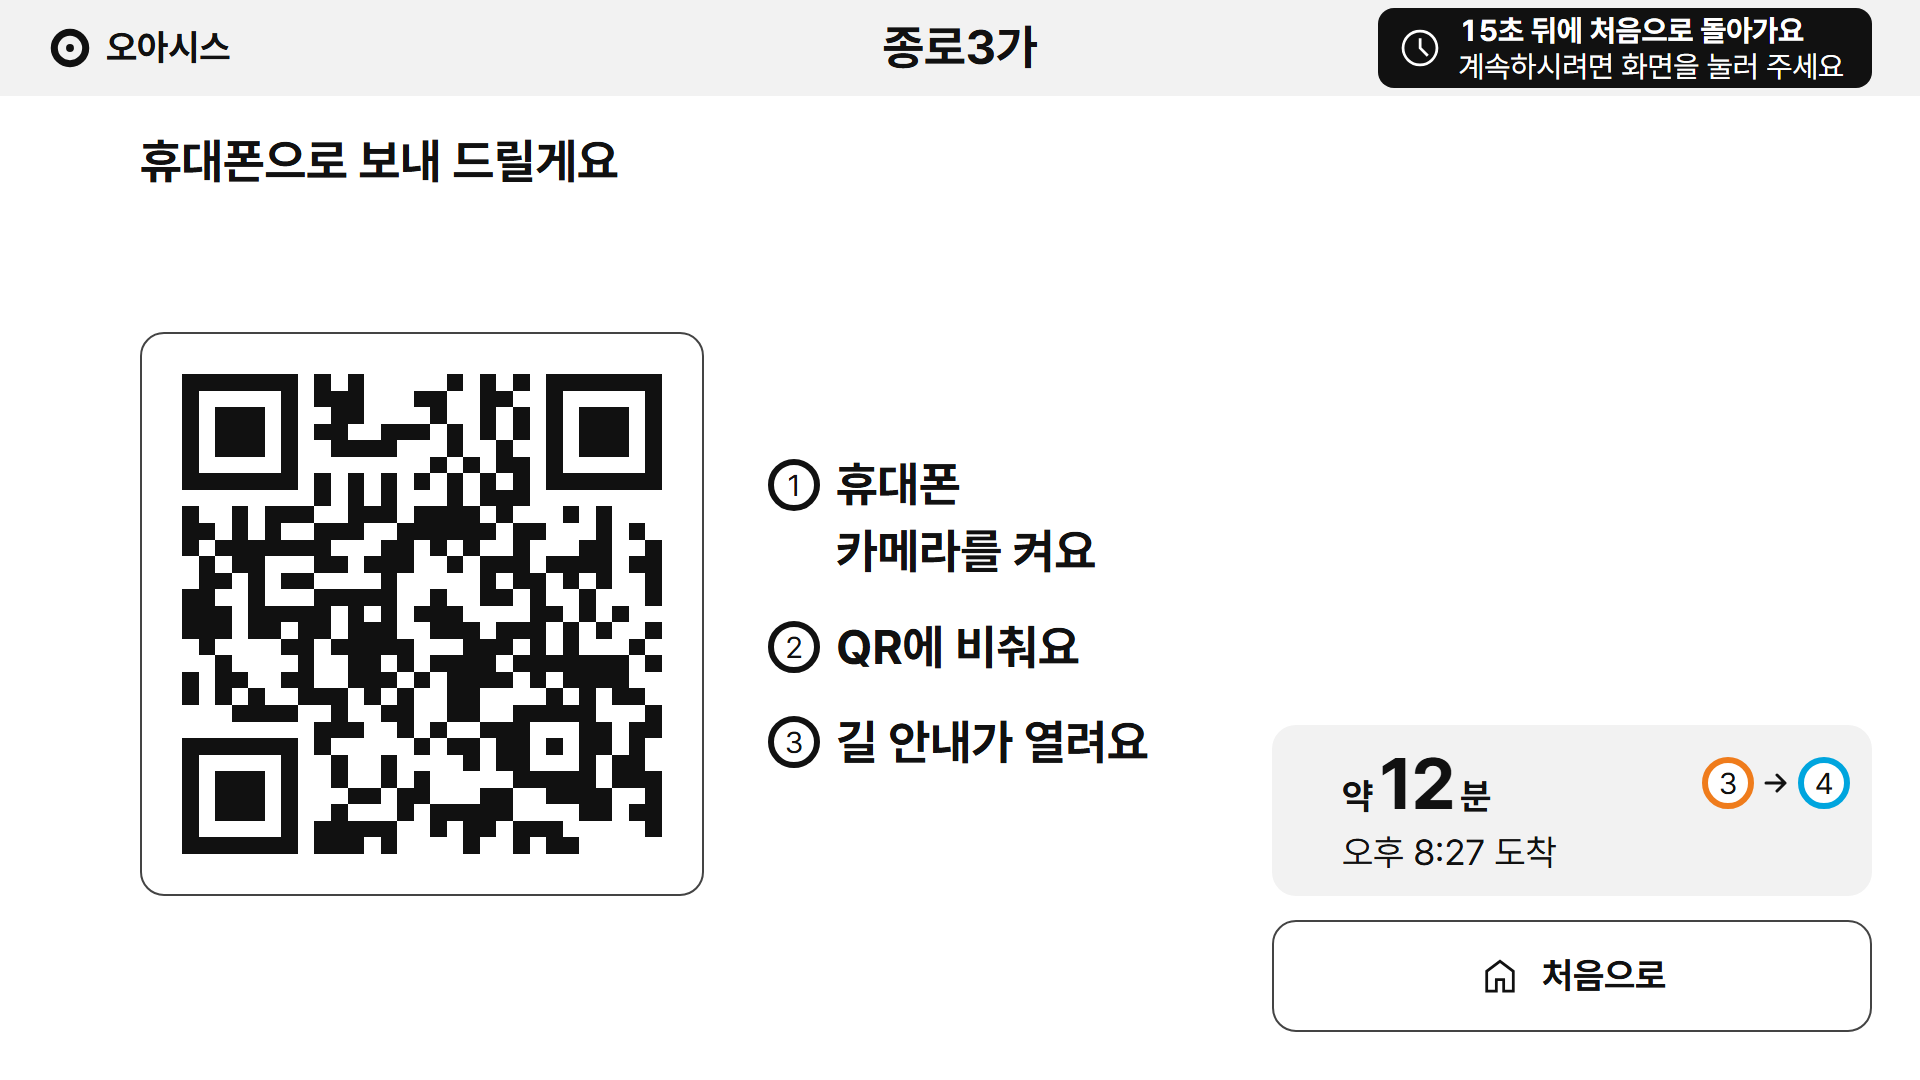 오아시스
종로3가
15초 뒤에 처음으로 돌아가요
계속하시려면 화면을 눌러 주세요
휴대폰으로 보내 드릴게요
1 휴대폰
카메라를 켜요
2 QR에 비춰요
3 길 안내가 열려요
약 12 분
3 → 4
오후 8:27 도착
처음으로